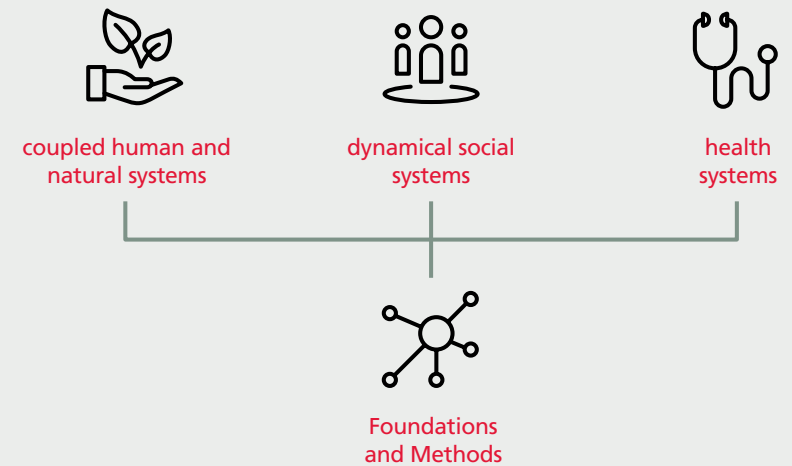 coupled human and
natural systems
dynamical social
systems
health
systems
Foundations
and Methods